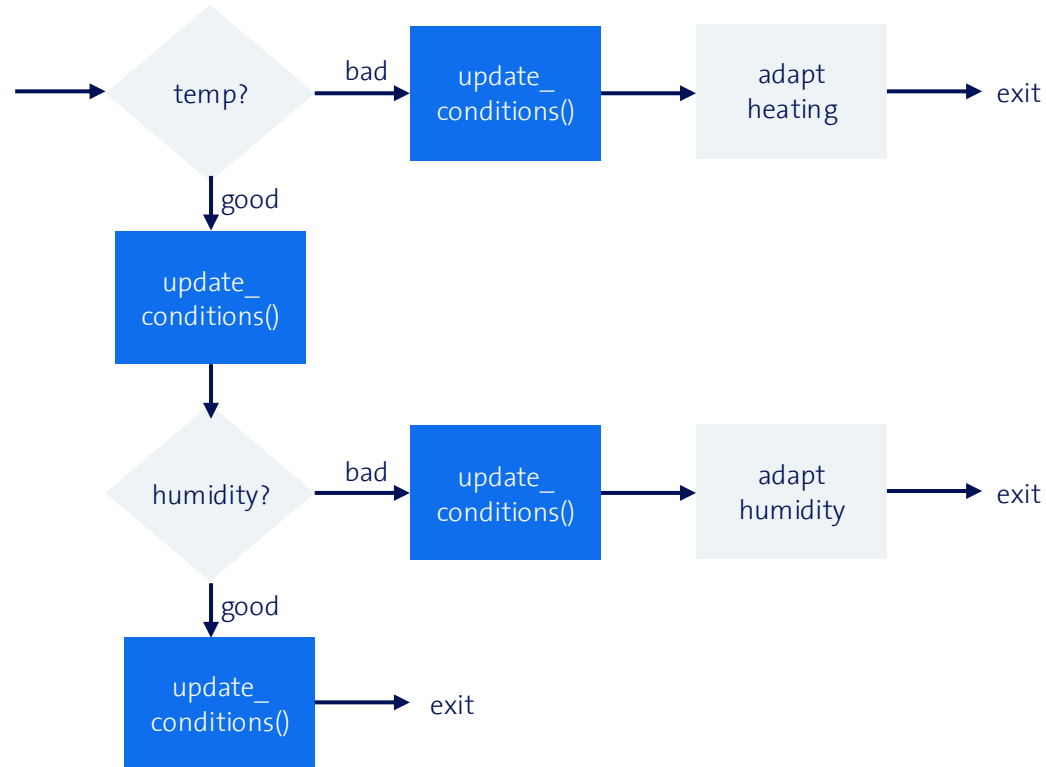 temp?
bad
update_
conditions()
adapt
heating
exit
good
update_
conditions()
humidity?
bad
update_
conditions()
adapt
humidity
exit
good
update_
conditions()
exit